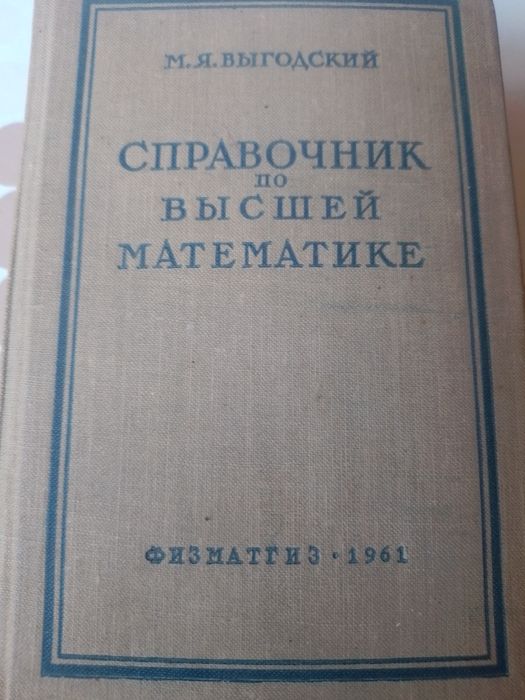 М.Я.ВЫГОДСКИЙ
СПРАВОЧНИК
ПО
ВЫСШЕЙ
МАТЕМАТИКЕ
ФИЗМАТГИЗ · 1961